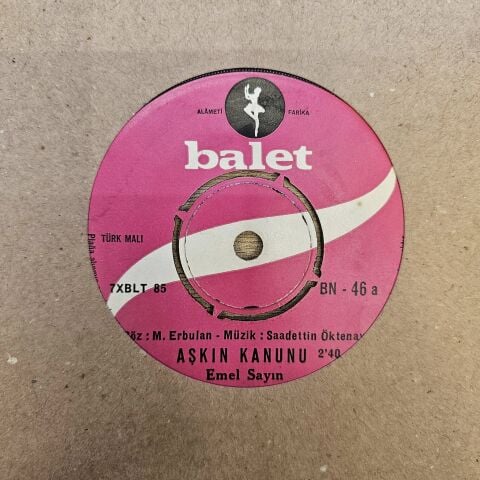 ALÂMETİ FARİKA
balet
TÜRK MALI
7XBLT 85
BN - 46 a
Söz : M. Erbulan - Müzik : Saadettin Öktenay
AŞKIN KANUNU 2'40
Emel Sayın